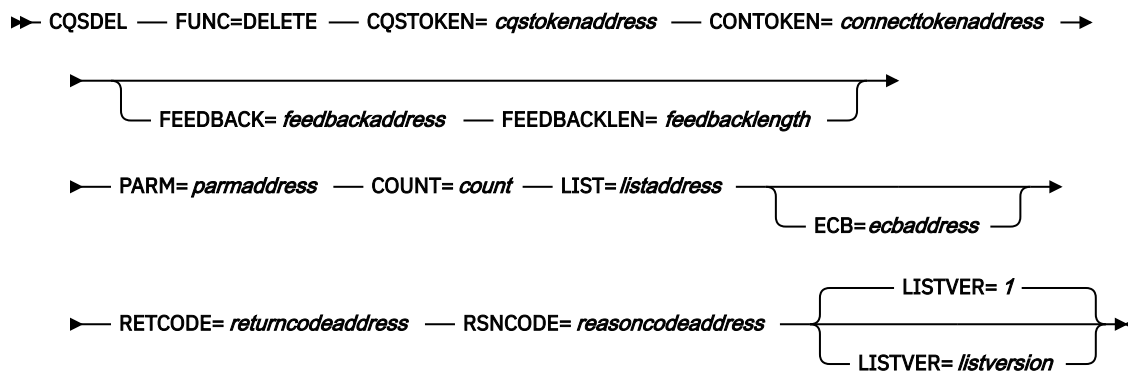 CQSDEL FUNC=DELETE CQSTOKEN= cqstokenaddress CONTOKEN= connecttokenaddress
FEEDBACK= feedbackaddress FEEDBACKLEN= feedbacklength
PARM= parmaddress COUNT= count LIST= listaddress
ECB= ecbaddress
LISTVER= 1
RETCODE= returncodeaddress RSNCODE= reasoncodeaddress
LISTVER= listversion